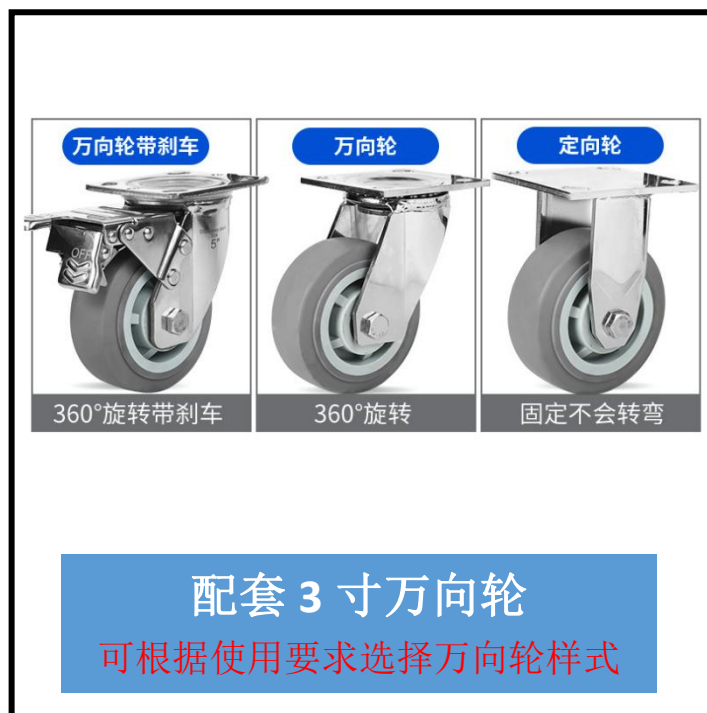 万向轮带刹车
万向轮
定向轮
OFF
5"
360°旋转带刹车
360°旋转
固定不会转弯
配套 3 寸万向轮
可根据使用要求选择万向轮样式